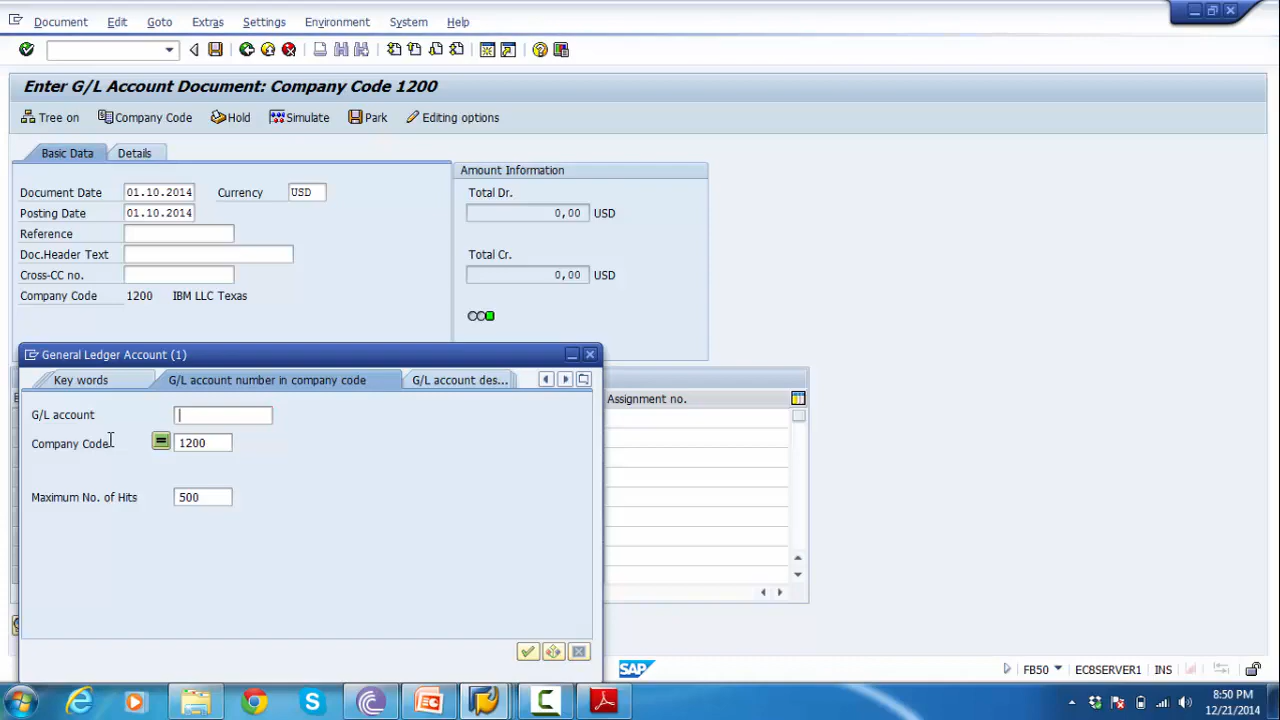 Document Edit Goto Extras Settings Environment System Help
Enter G/L Account Document: Company Code 1200
Tree on Company Code Hold Simulate Park Editing options
Basic Data Details
Amount Information
Document Date 01.10.2014 Currency USD
Total Dr.
Posting Date 01.10.2014
0,00 USD
Reference
Doc.Header Text
Total Cr.
Cross-CC no.
0,00 USD
Company Code 1200 IBM LLC Texas
General Ledger Account (1)
Key words G/L account number in company code G/L account des...
Assignment no.
G/L account
Company Code 1200
Maximum No. of Hits 500
SAP FB50 EC8SERVER1 INS
8:50 PM
12/21/2014